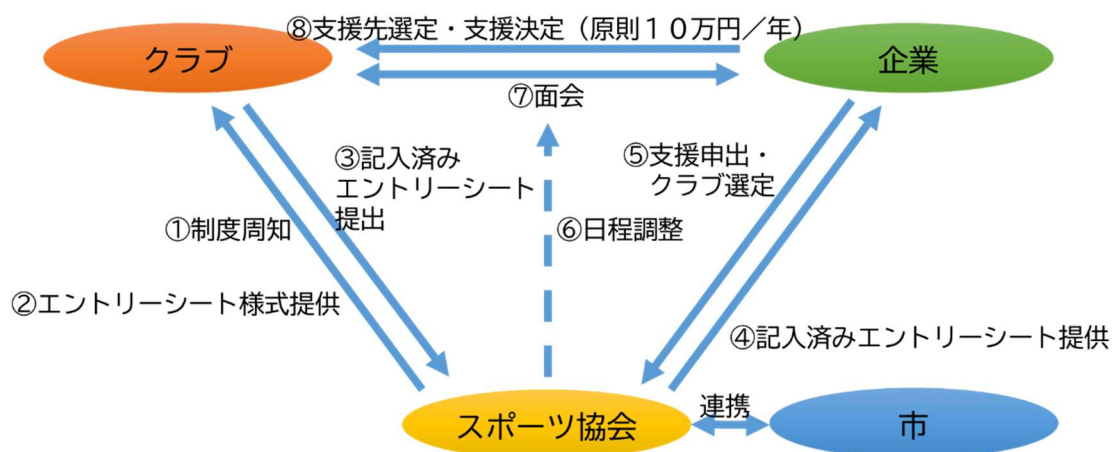 ⑧支援先選定・支援決定（原則１０万円／年）
クラブ
企業
⑦面会
③記入済み
エントリーシート
提出
⑤支援申出・
クラブ選定
①制度周知
⑥日程調整
②エントリーシート様式提供
④記入済みエントリーシート提供
スポーツ協会
連携
市